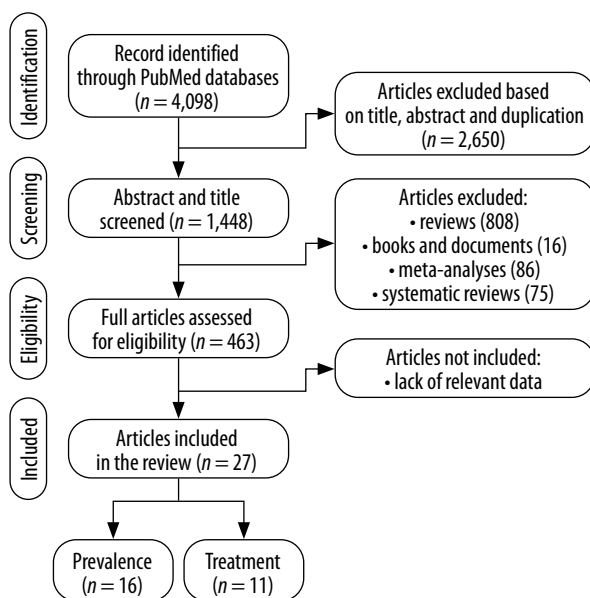 Identification
Record identified
through PubMed databases
(n = 4,098)
Articles excluded based
on title, abstract and duplication
(n = 2,650)
Screening
Abstract and title
screened (n = 1,448)
Articles excluded:
• reviews (808)
• books and documents (16)
• meta-analyses (86)
• systematic reviews (75)
Eligibility
Full articles assessed
for eligibility (n = 463)
Articles not included:
• lack of relevant data
Included
Articles included
in the review (n = 27)
Prevalence
(n = 16)
Treatment
(n = 11)